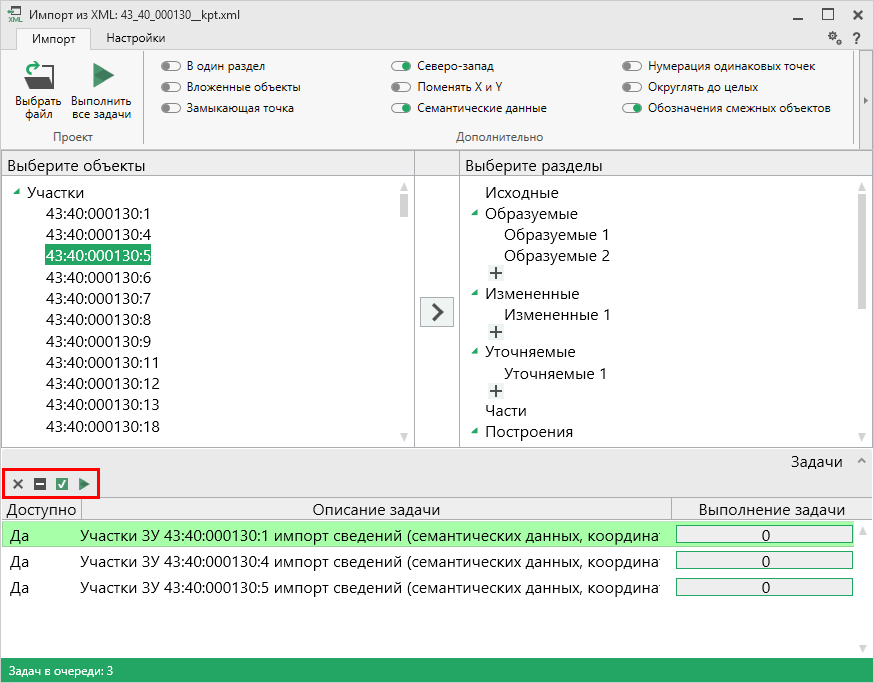 XML Импорт из XML: 43_40_000130__kpt.xml
Импорт Настройки
?
Выбрать файл
Выполнить все задачи
Проект
В один раздел
Вложенные объекты
Замыкающая точка
Северо-запад
Поменять X и Y
Семантические данные
Нумерация одинаковых точек
Округлять до целых
Обозначения смежных объектов
Дополнительно
Выберите объекты
Участки
43:40:000130:1
43:40:000130:4
43:40:000130:5
43:40:000130:6
43:40:000130:7
43:40:000130:8
43:40:000130:9
43:40:000130:11
43:40:000130:12
43:40:000130:13
43:40:000130:18
Выберите разделы
Исходные
Образуемые
Образуемые 1
Образуемые 2
Измененные
Измененные 1
Уточняемые
Уточняемые 1
Части
Построения
Задачи
Доступно Описание задачи Выполнение задачи
Да Участки ЗУ 43:40:000130:1 импорт сведений (семантических данных, координат 0
Да Участки ЗУ 43:40:000130:4 импорт сведений (семантических данных, координат 0
Да Участки ЗУ 43:40:000130:5 импорт сведений (семантических данных, координат 0
Задач в очереди: 3